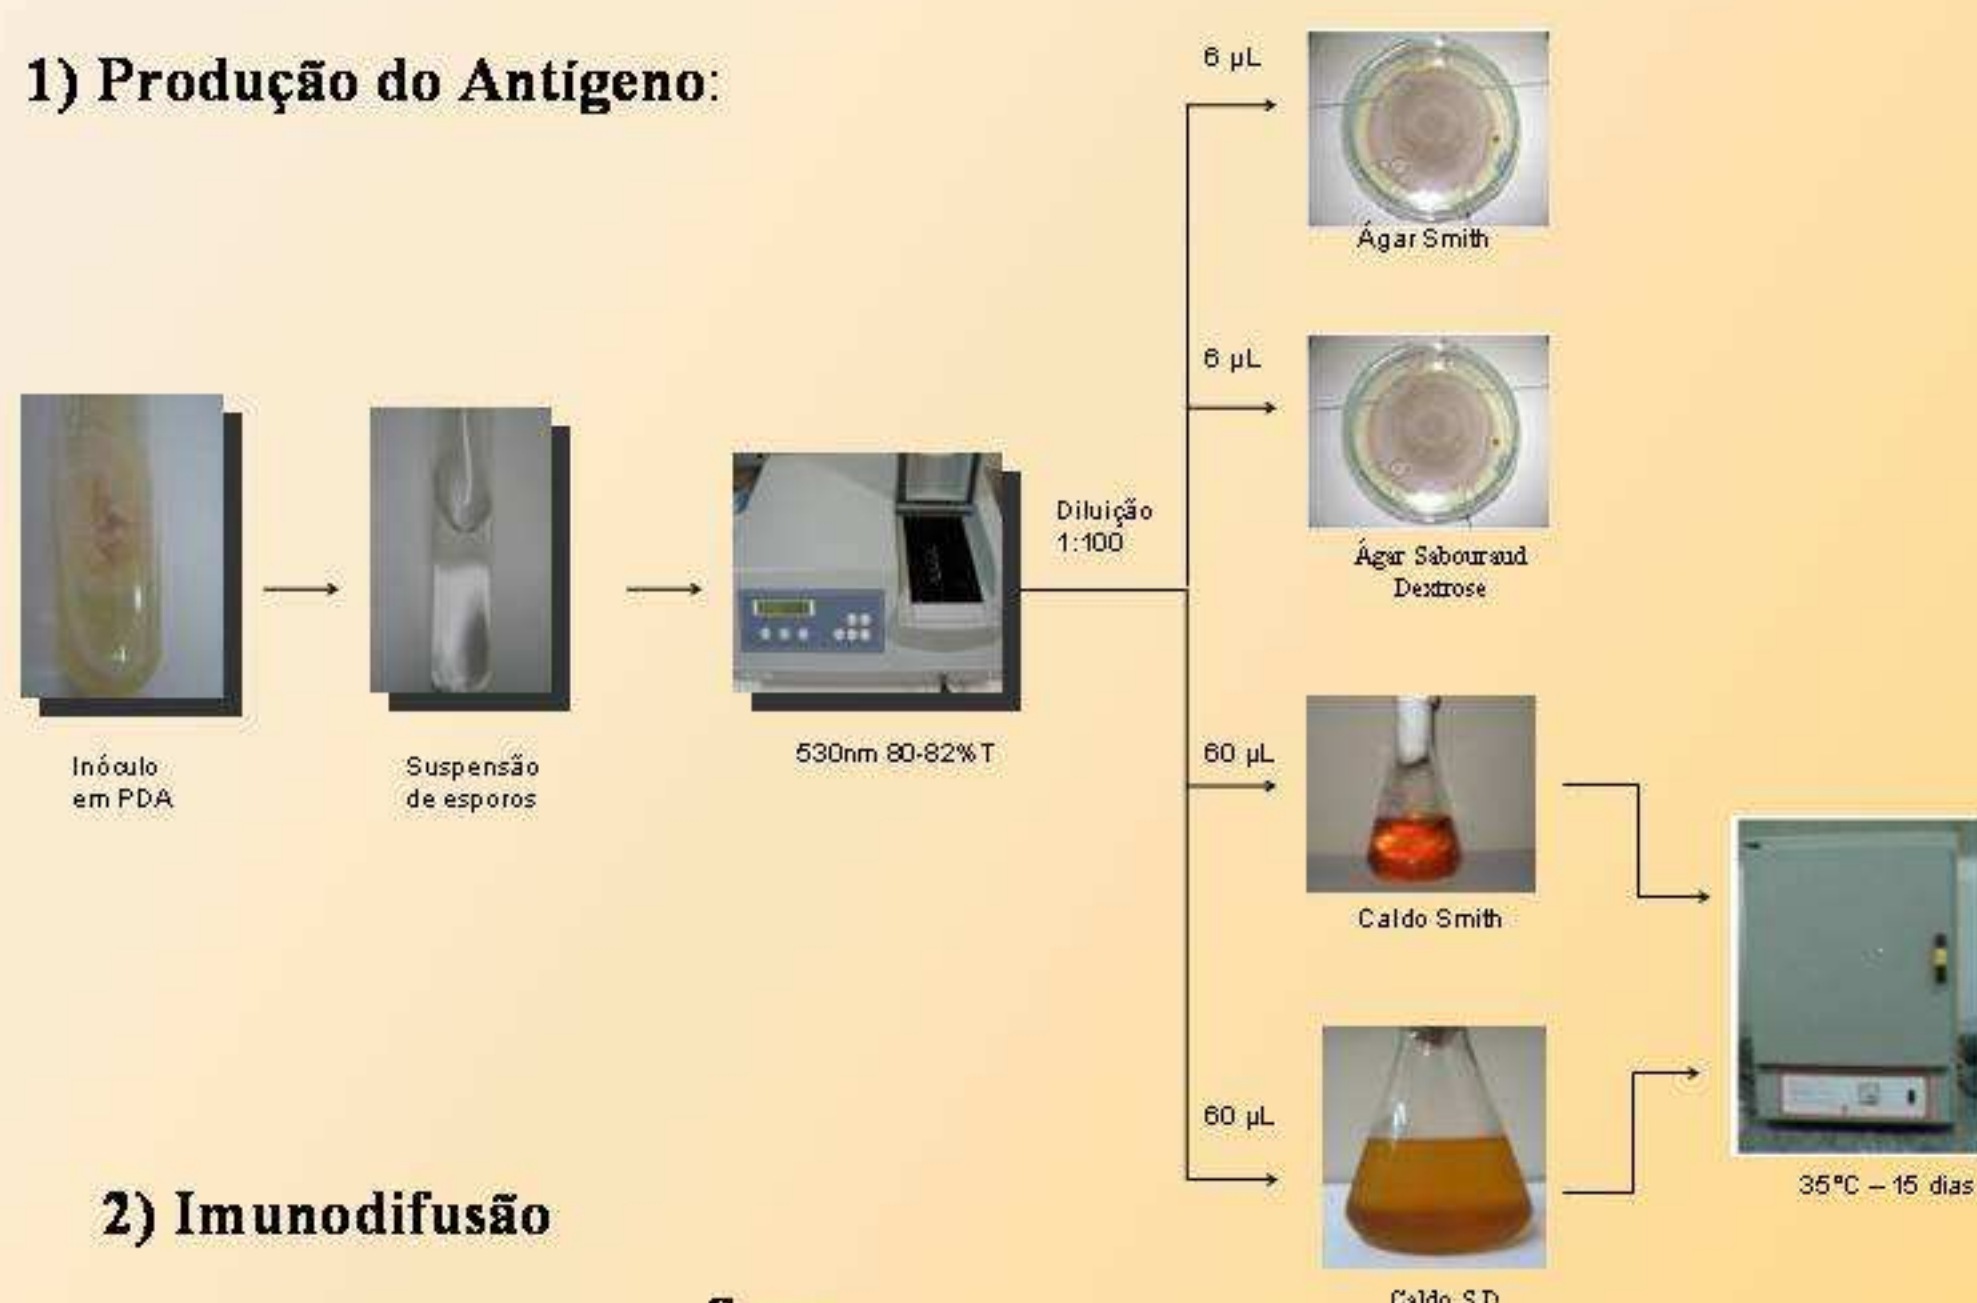 1) Produção do Antígeno:
6 µL
Ágar Smith
6 µL
Ágar Sabouraud
Dextrose
Inóculo
em PDA
Suspensão
de esporos
530nm 80-82%T
Diluição
1:100
60 µL
Caldo Smith
60 µL
Caldo S.D
35°C – 15 dias
2) Imunodifusão